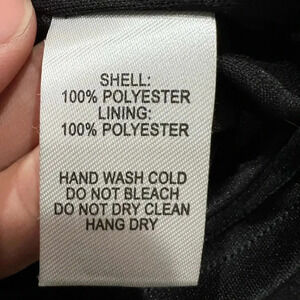 SHELL:
100% POLYESTER
LINING:
100% POLYESTER
HAND WASH COLD
DO NOT BLEACH
DO NOT DRY CLEAN
HANG DRY